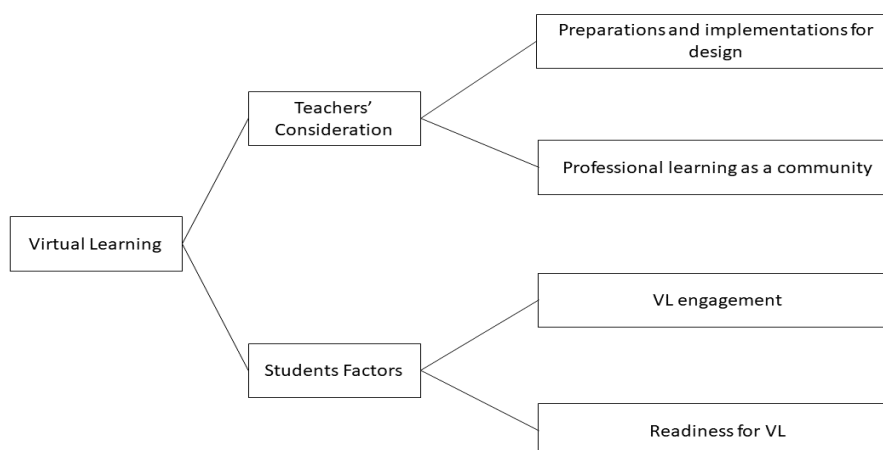 Preparations and implementations for
design
Teachers’
Consideration
Professional learning as a community
Virtual Learning
VL engagement
Students Factors
Readiness for VL